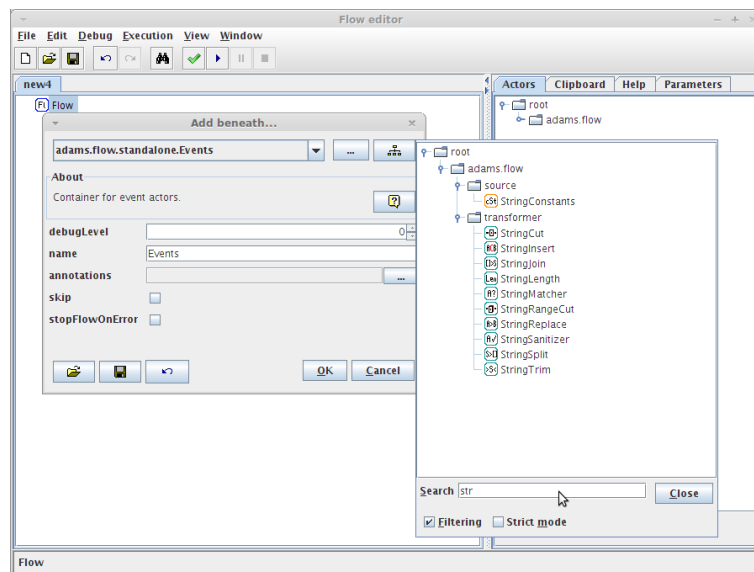 Flow editor
File Edit Debug Execution View Window
new4
Flow
Actors Clipboard Help Parameters
root
adams.flow
Add beneath...
adams.flow.standalone.Events
...
About
Container for event actors.
debugLevel 0
name Events
annotations ...
skip
stopFlowOnError
OK Cancel
root
adams.flow
source
StringConstants
transformer
StringCut
StringInsert
StringJoin
StringLength
StringMatcher
StringRangeCut
StringReplace
StringSanitizer
StringSplit
StringTrim
Search str Close
Filtering Strict mode
Flow